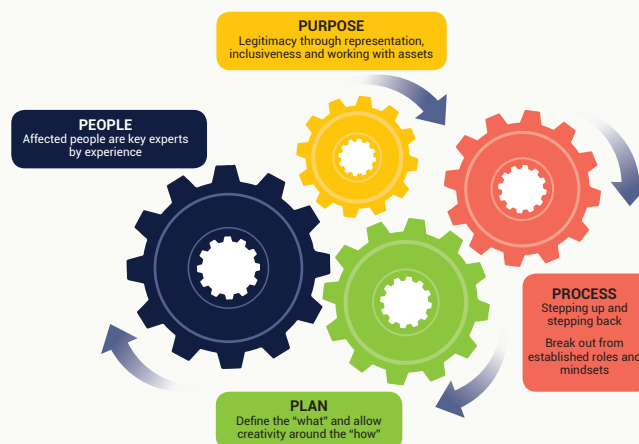 PURPOSE
Legitimacy through representation,
inclusiveness and working with assets
PEOPLE
Affected people are key experts
by experience
PROCESS
Stepping up and
stepping back
Break out from
established roles and
mindsets
PLAN
Define the “what” and allow
creativity around the “how”